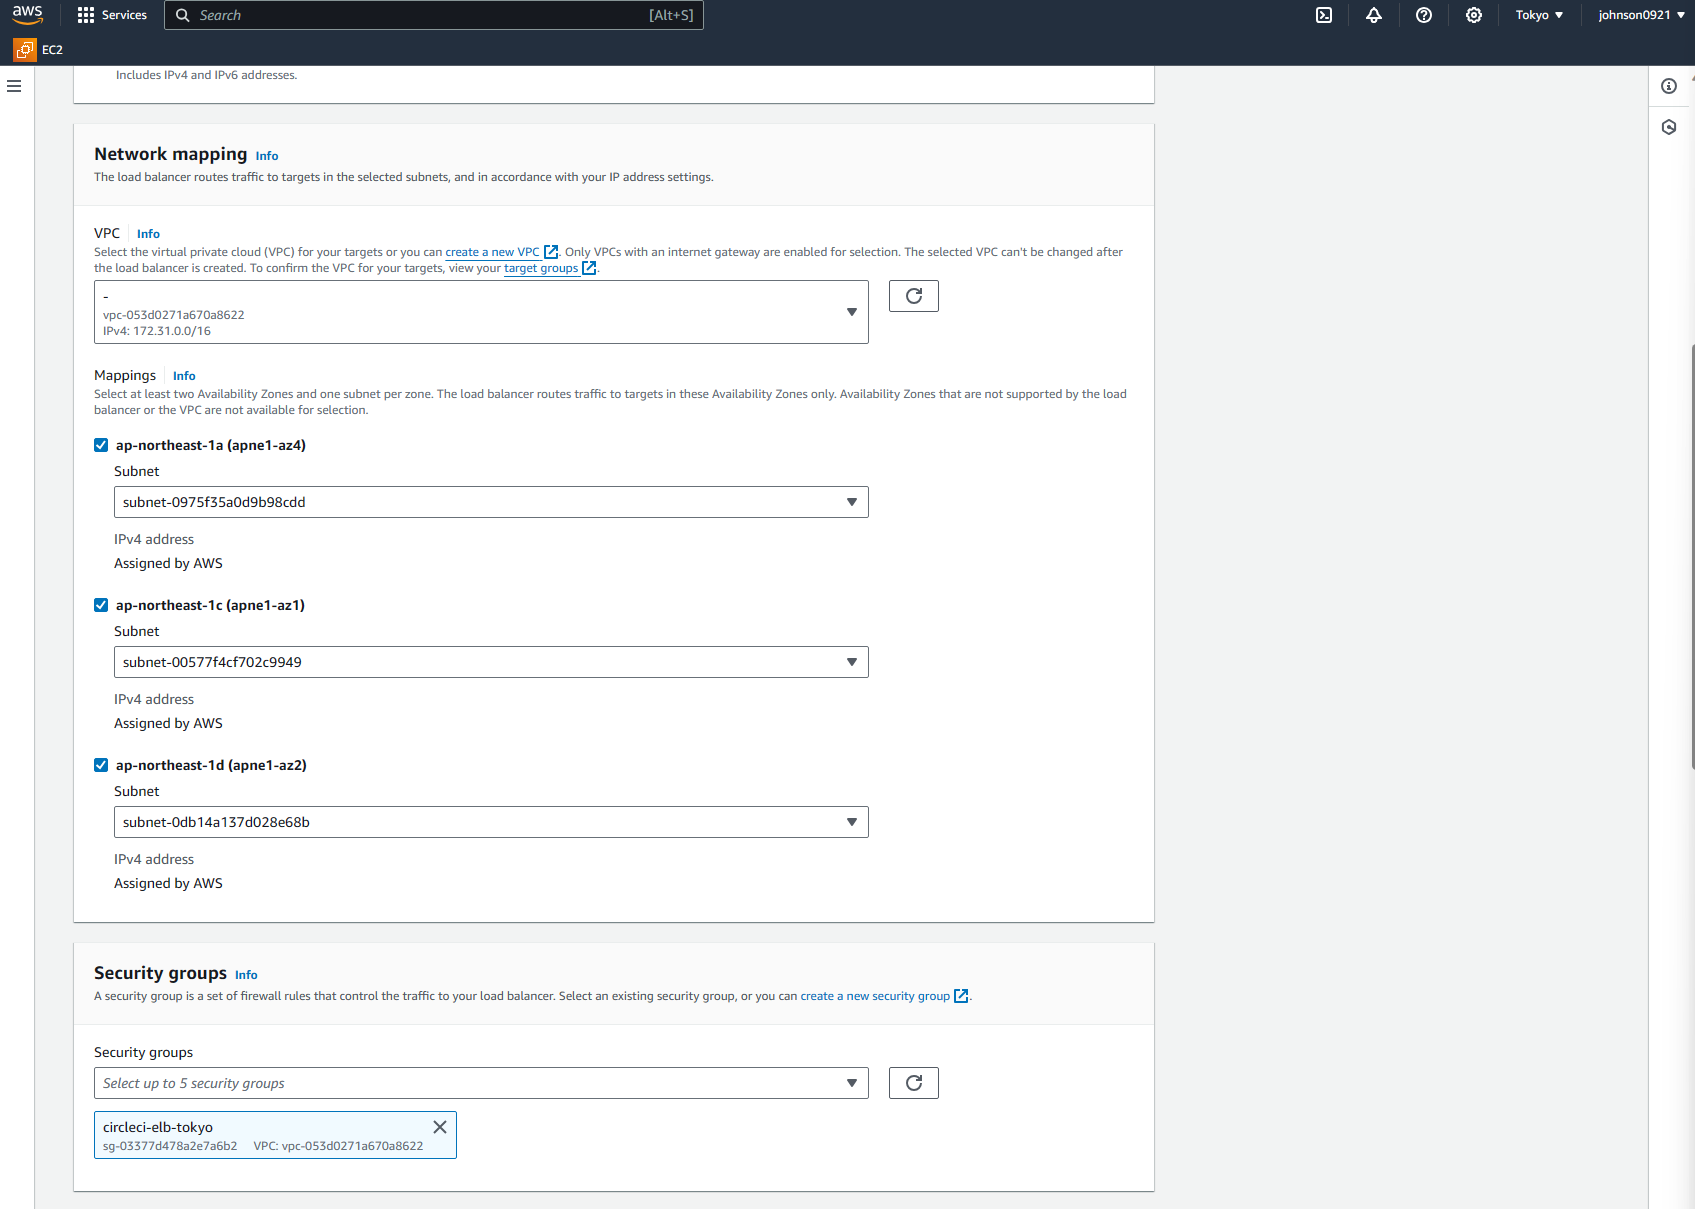 aws
Services
Search
[Alt+S]
Tokyo
johnson0921
EC2
Includes IPv4 and IPv6 addresses.
Network mapping Info
The load balancer routes traffic to targets in the selected subnets, and in accordance with your IP address settings.
VPC Info
Select the virtual private cloud (VPC) for your targets or you can create a new VPC . Only VPCs with an internet gateway are enabled for selection. The selected VPC can't be changed after
the load balancer is created. To confirm the VPC for your targets, view your target groups .
-
vpc-053d0271a670a8622
IPv4: 172.31.0.0/16
Mappings Info
Select at least two Availability Zones and one subnet per zone. The load balancer routes traffic to targets in these Availability Zones only. Availability Zones that are not supported by the load
balancer or the VPC are not available for selection.
ap-northeast-1a (apne1-az4)
Subnet
subnet-0975f35a0d9b98cdd
IPv4 address
Assigned by AWS
ap-northeast-1c (apne1-az1)
Subnet
subnet-00577f4cf702c9949
IPv4 address
Assigned by AWS
ap-northeast-1d (apne1-az2)
Subnet
subnet-0db14a137d028e68b
IPv4 address
Assigned by AWS
Security groups Info
A security group is a set of firewall rules that control the traffic to your load balancer. Select an existing security group, or you can create a new security group .
Security groups
Select up to 5 security groups
circleci-elb-tokyo
sg-03377d478a2e7a6b2 VPC: vpc-053d0271a670a8622